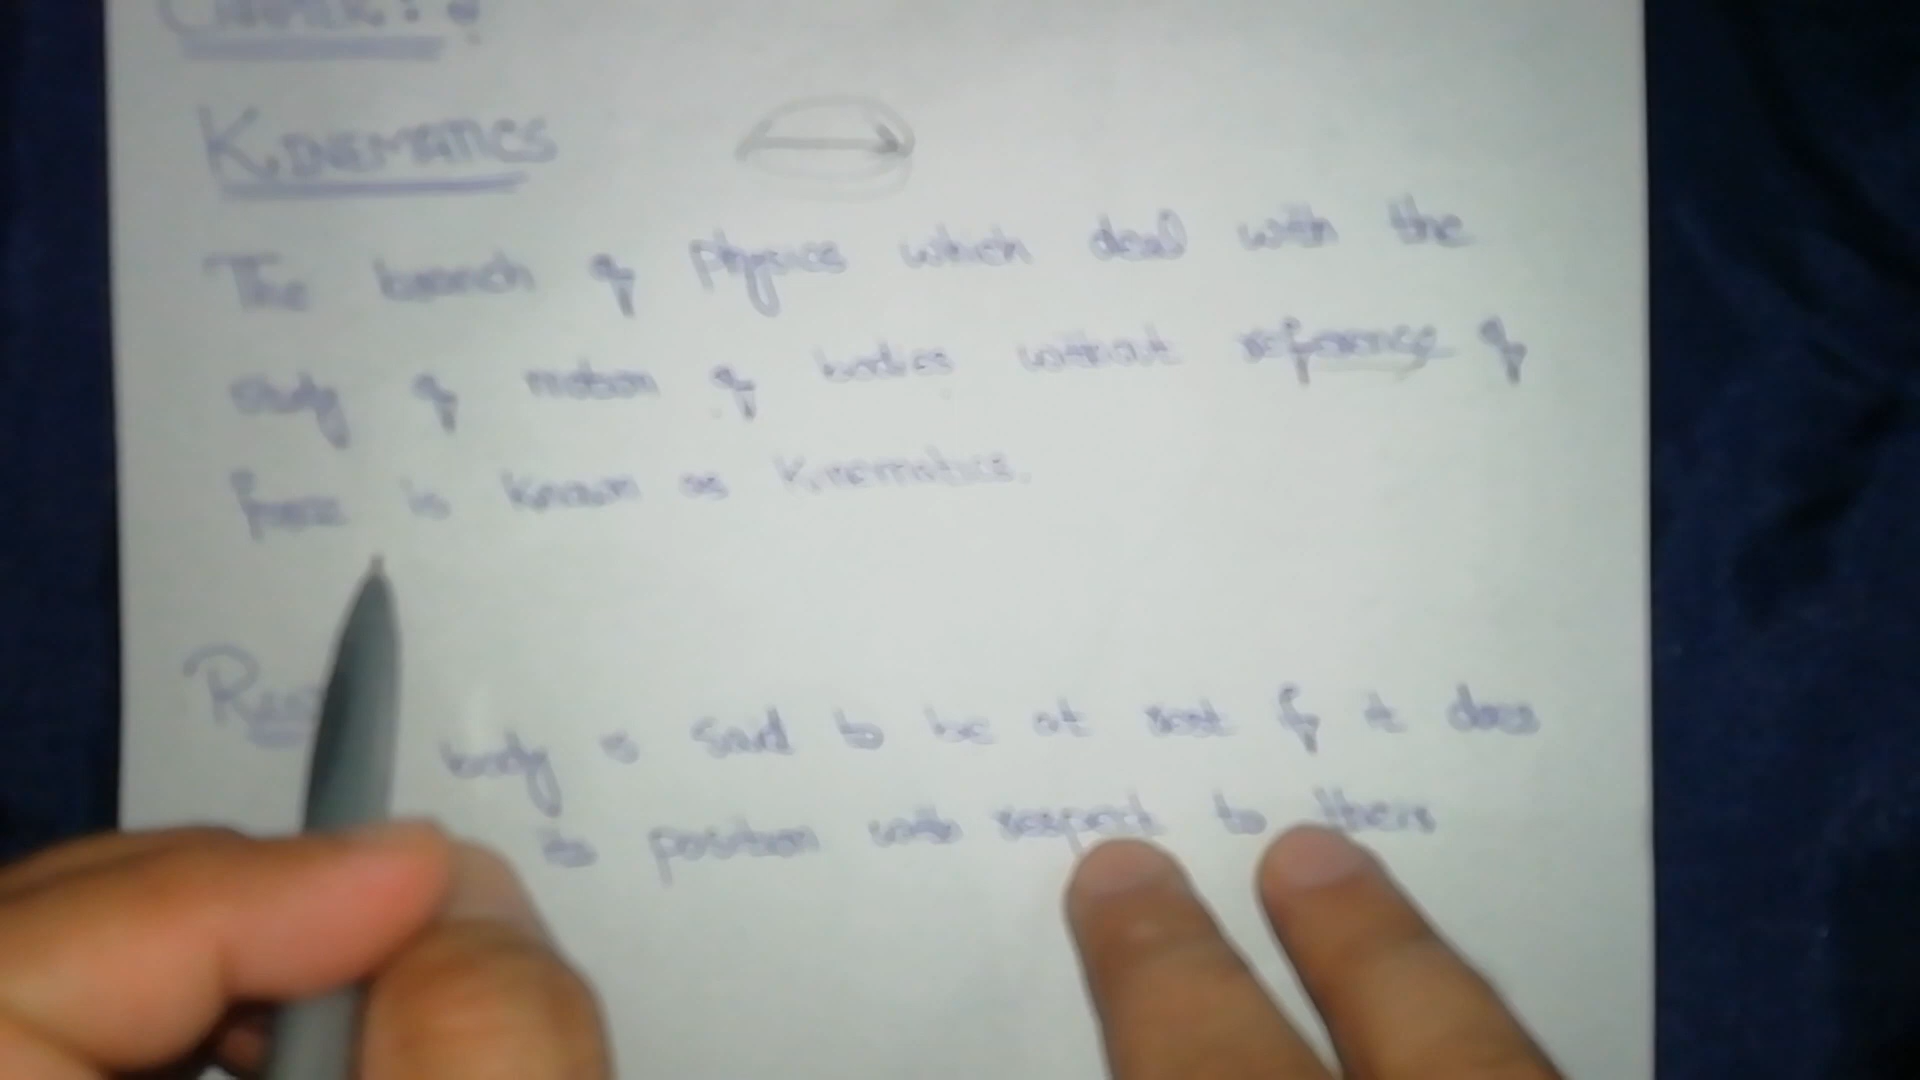 KINEMATICS
The branch of physics which deal with the
study of motion of bodies without reference of
force is known as Kinematics.
Rest
body is said to be at rest if it does
its position with respect to